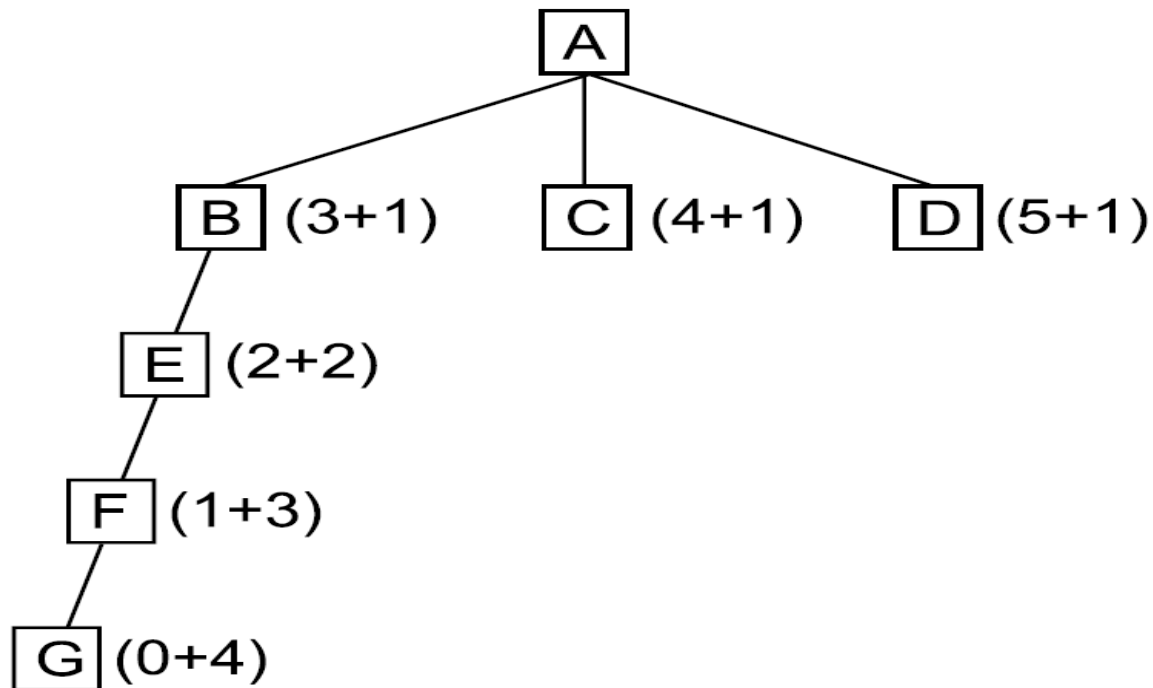 A
B (3+1) C (4+1) D (5+1)
E (2+2)
F (1+3)
G (0+4)